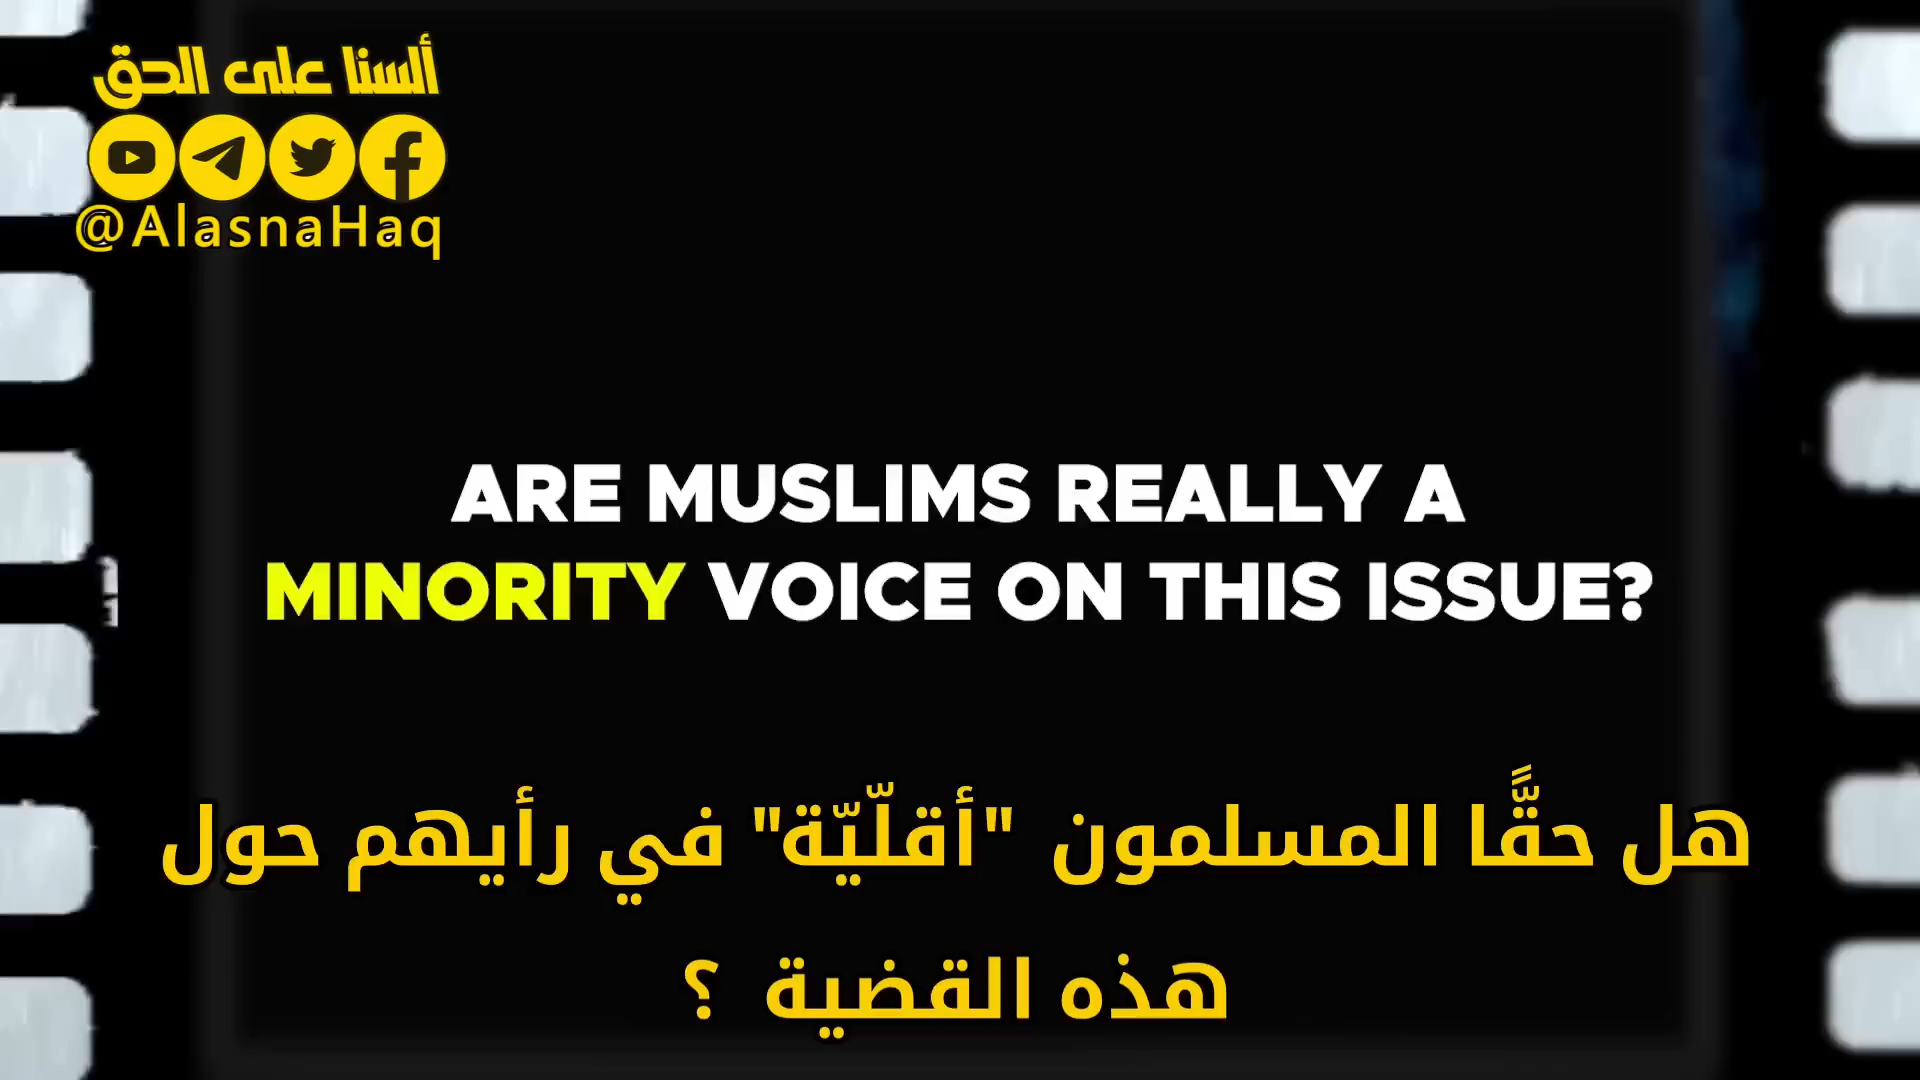 ألسنا على الحق
@AlasnaHaq
ARE MUSLIMS REALLY A
MINORITY VOICE ON THIS ISSUE?
هل حقًّا المسلمون "أقلّيّة" في رأيهم حول
هذه القضية ؟